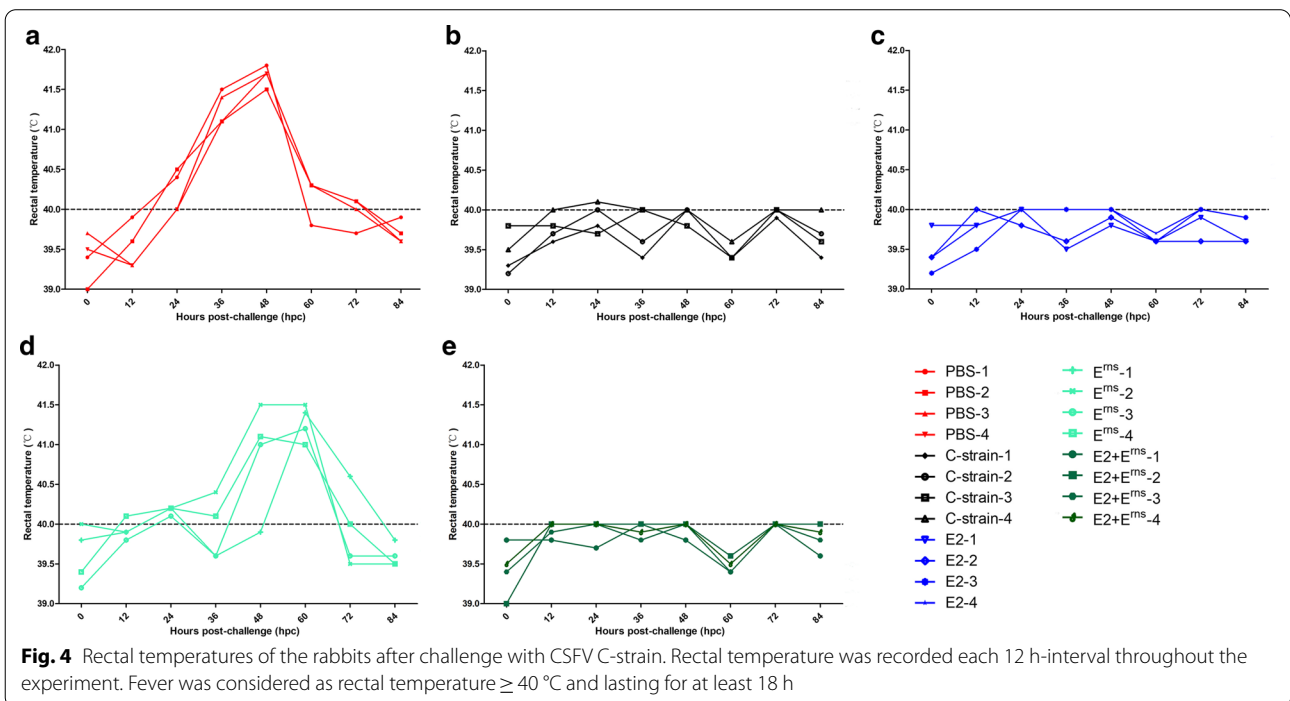 a
42.0
41.5
41.0
40.5
40.0
39.5
39.0
Rectal temperature (℃)
0
12
24
36
48
60
72
84
Hours post-challenge (hpc)
b
42.0
41.5
41.0
40.5
40.0
39.5
39.0
Rectal temperature (℃)
0
12
24
36
48
60
72
84
Hours post-challenge (hpc)
c
42.0
41.5
41.0
40.5
40.0
39.5
39.0
Rectal temperature (℃)
0
12
24
36
48
60
72
84
Hours post-challenge (hpc)
d
42.0
41.5
41.0
40.5
40.0
39.5
39.0
Rectal temperature (℃)
0
12
24
36
48
60
72
84
Hours post-challenge (hpc)
e
42.0
41.5
41.0
40.5
40.0
39.5
39.0
Rectal temperature (℃)
0
12
24
36
48
60
72
84
Hours post-challenge (hpc)
PBS-1
PBS-2
PBS-3
PBS-4
C-strain-1
C-strain-2
C-strain-3
C-strain-4
E2-1
E2-2
E2-3
E2-4
Erns-1
Erns-2
Erns-3
Erns-4
E2+Erns-1
E2+Erns-2
E2+Erns-3
E2+Erns-4
Fig. 4 Rectal temperatures of the rabbits after challenge with CSFV C-strain. Rectal temperature was recorded each 12 h-interval throughout the
experiment. Fever was considered as rectal temperature ≥ 40 °C and lasting for at least 18 h